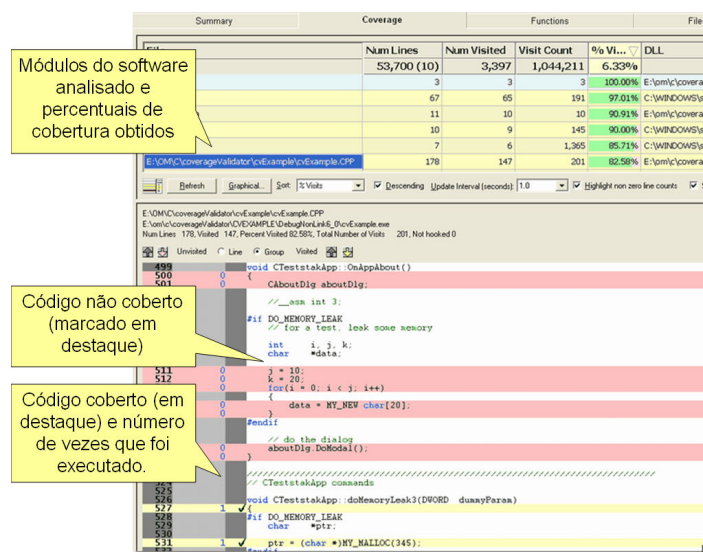 Summary Coverage Functions File
Num Lines Num Visited Visit Count % Vi... DLL
53,700 (10) 3,397 1,044,211 6.33%
3 3 3 100.00% E:\om\c\covera
67 65 191 97.01% C:\WINDOWS\s
11 10 10 90.91% E:\om\c\covera
10 9 145 90.00% C:\WINDOWS\s
7 6 1,365 85.71% E:\om\c\covera
E:\OM\C\coverageValidator\cvExample\cvExample.CPP 178 147 201 82.58% E:\om\c\covera
Módulos do software
analisado e
percentuais de
cobertura obtidos
Refresh Graphical... Sort % Visits Descending Update Interval (seconds): 1.0 Highlight non zero line counts
E:\OM\C\coverageValidator\cvExample\cvExample.CPP
E:\om\c\coverageValidator\CVEXAMPLE\DebugNonLink6_0\cvExample.exe
Num Lines 178, Visited 147, Percent Visited 82.58%, Total Number of Visits 201, Not hooked 0
Unvisited Line Group Visited
499 void CTeststakApp::OnAppAbout()
500 0 {
501 0 CAboutDlg aboutDlg;
//__asm int 3;
#if DO_MEMORY_LEAK
// for a test, leak some memory
int i, j, k;
char *data;
511 0 j = 10;
512 0 k = 20;
0 for(i = 0; i < j; i++)
{
0 data = MY_NEW char[20];
0 }
#endif
// do the dialog
0 aboutDlg.DoModal();
0 }
Código não coberto
(marcado em
destaque)
Código coberto (em
destaque) e número
de vezes que foi
executado.
////////////////////////////////////////////////////////////////////////////
// CTeststakApp commands
525
526 void CTeststakApp::doMemoryLeak3(DWORD dummyParam)
527 1 {
528 #if DO_MEMORY_LEAK
529 char *ptr;
530
531 1 ptr = (char *)MY_MALLOC(345);
#endif